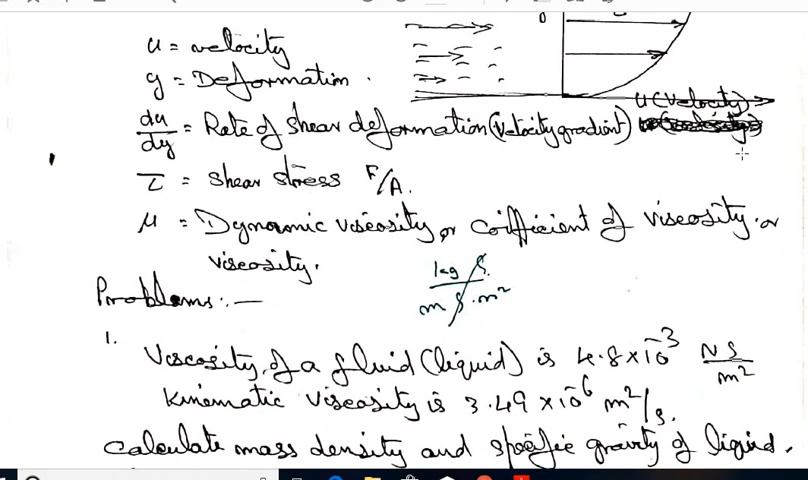 0
u = velocity
y = Deformation.
u (Velocity)
du/dy = Rate of shear deformation (Velocity gradient)
τ = shear stress F/A.
μ = Dynamic viscosity or Coifficient of viscosity or
viscosity.
kg s / m s · m²
Problems:—
1.
Viscosity of a fluid (liquid) is 4.8 × 10⁻³ NS/m²
Kinematic viscosity is 3.49 × 10⁻⁶ m²/s.
Calculate mass density and specific gravity of liquid.